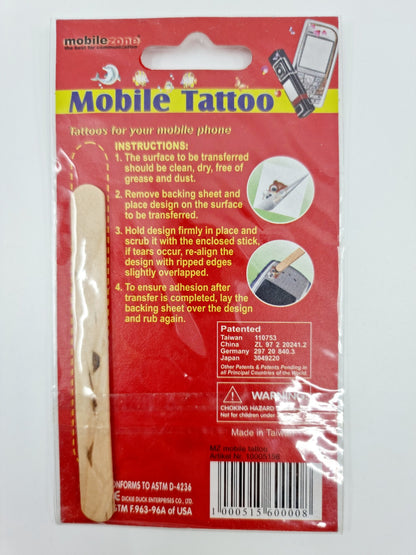 mobilezone
the best for communication
Mobile Tattoo
Tattoos for your mobile phone
INSTRUCTIONS:
1. The surface to be transferred
should be clean, dry, free of
grease and dust.
2. Remove backing sheet and
place design on the surface
to be transferred.
3. Hold design firmly in place and
scrub it with the enclosed stick,
if tears occur, re-align the
design with ripped edges
slightly overlapped.
4. To ensure adhesion after
transfer is completed, lay the
backing sheet over the design
and rub again.
Patented
Taiwan 110753
China ZL 97 2 20241.2
Germany 297 20 840.3
Japan 3049220
Other Patents & Patents Pending in
all Principal Countries of the World.
WARNING
CHOKING HAZARD
Not for children under
Made in Taiwan
MZ mobile tattoo
Artikel Nr. 10005156
CONFORMS TO ASTM D-4236
DICKIE DUCK ENTERPRISES CO., LTD.
ASTM F.963-96A of USA
1 000515 600008